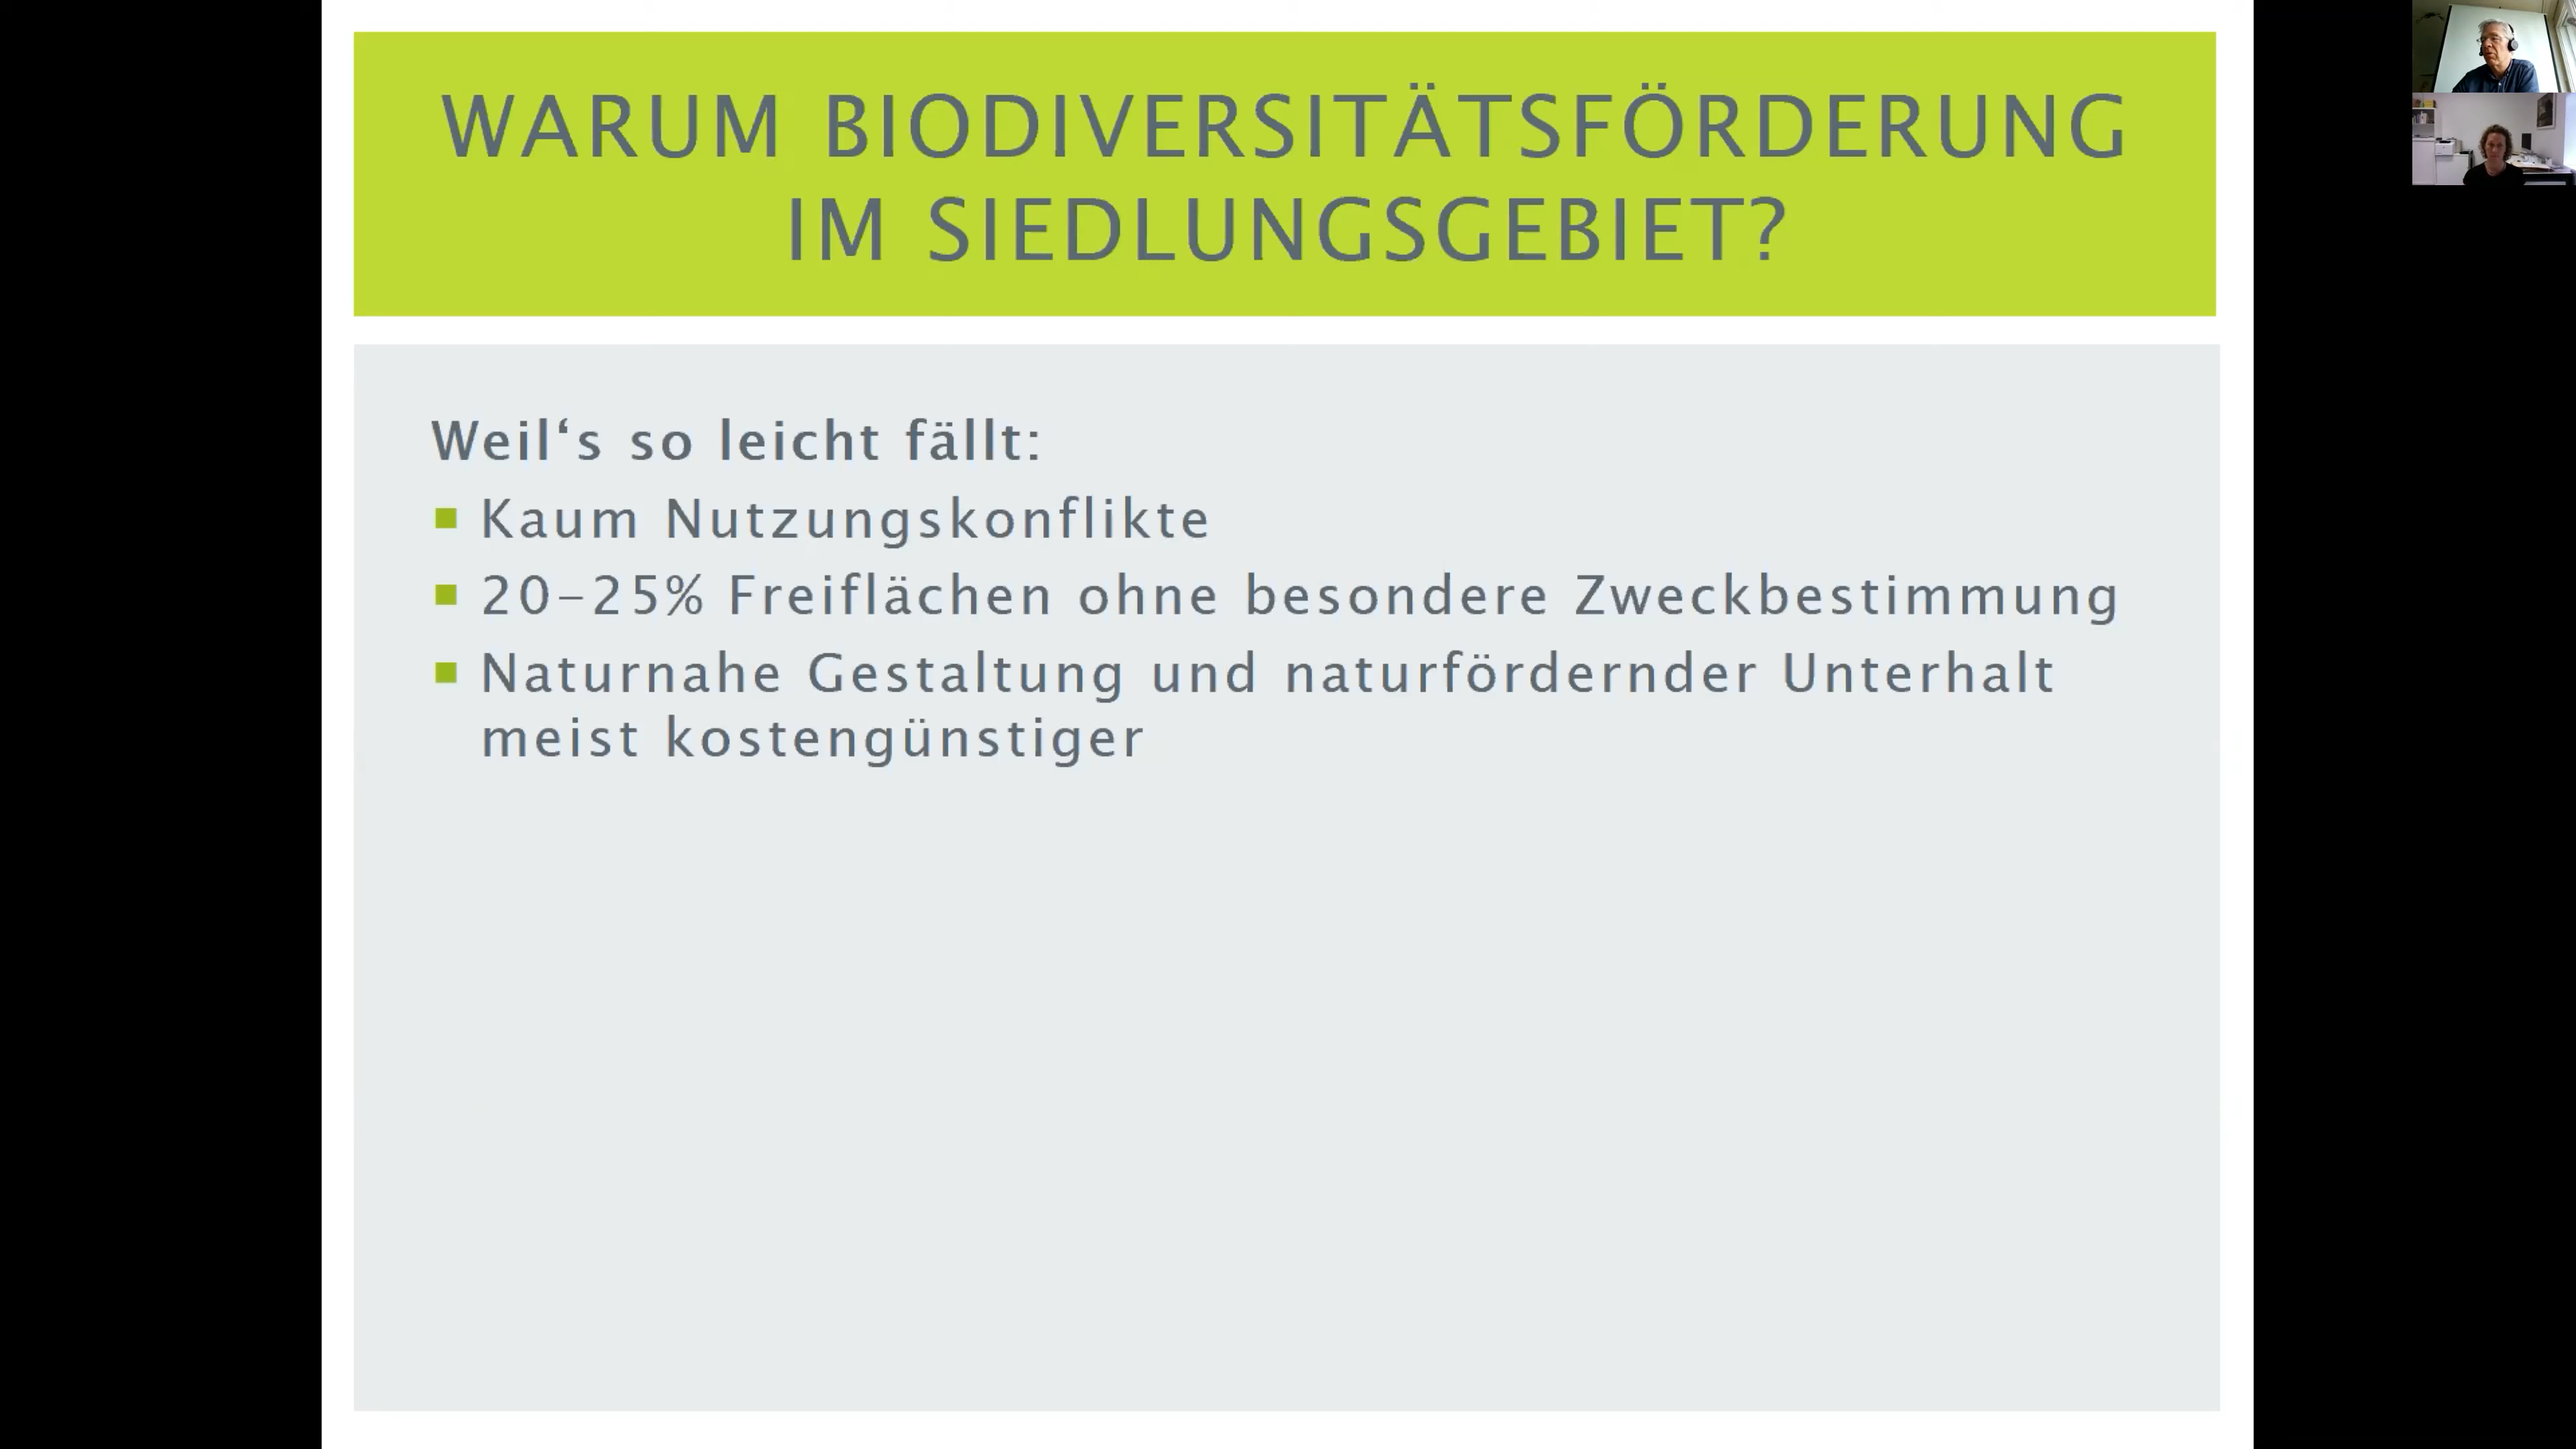 WARUM BIODIVERSITÄTSFÖRDERUNG
IM SIEDLUNGSGEBIET?
Weil‘s so leicht fällt:
Kaum Nutzungskonflikte
20–25% Freiflächen ohne besondere Zweckbestimmung
Naturnahe Gestaltung und naturfördernder Unterhalt
meist kostengünstiger